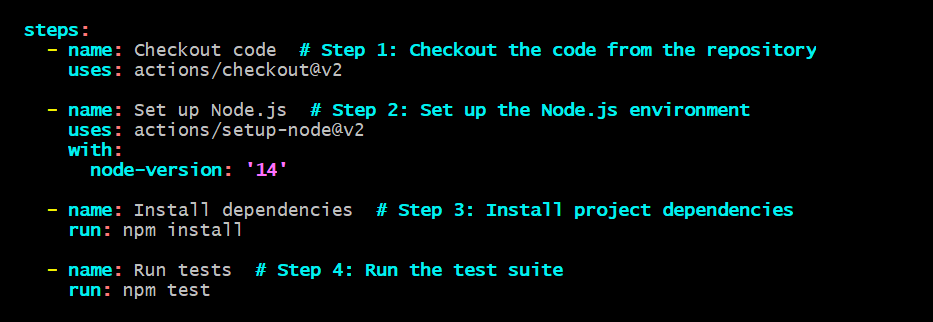 steps:
  - name: Checkout code  # Step 1: Checkout the code from the repository
    uses: actions/checkout@v2

  - name: Set up Node.js  # Step 2: Set up the Node.js environment
    uses: actions/setup-node@v2
    with:
      node-version: '14'

  - name: Install dependencies  # Step 3: Install project dependencies
    run: npm install

  - name: Run tests  # Step 4: Run the test suite
    run: npm test